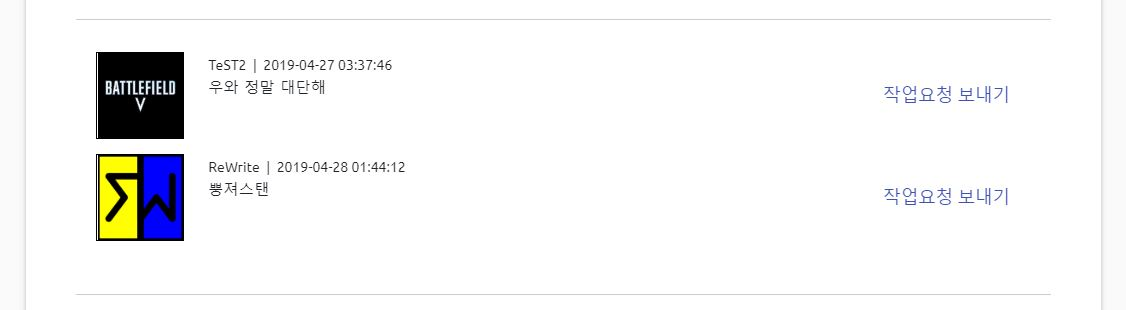 TeST2 | 2019-04-27 03:37:46
BATTLEFIELD
V
우와 정말 대단해
작업요청 보내기
ReWrite | 2019-04-28 01:44:12
뿅져스탠
작업요청 보내기